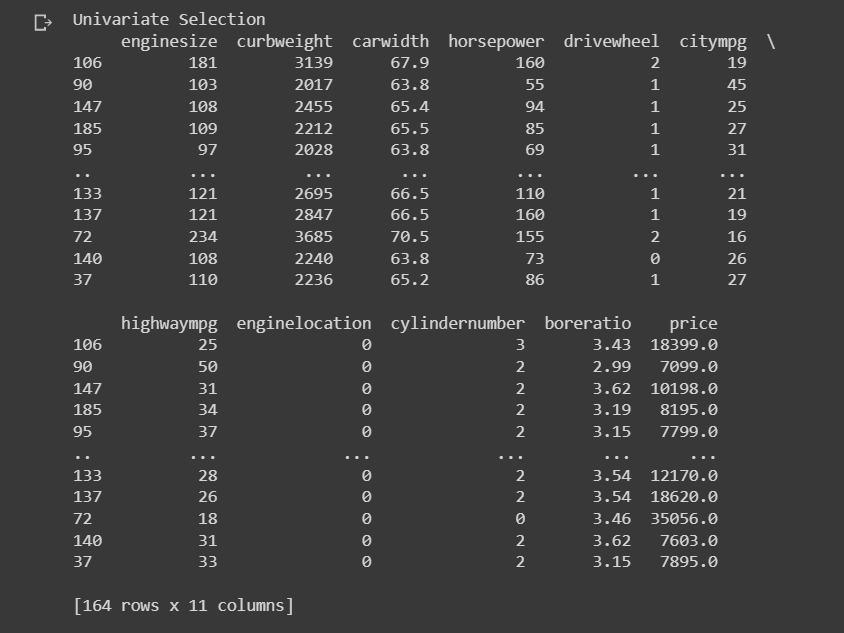 Univariate Selection
enginesize curbweight carwidth horsepower drivewheel citympg \
106 181 3139 67.9 160 2 19
90 103 2017 63.8 55 1 45
147 108 2455 65.4 94 1 25
185 109 2212 65.5 85 1 27
95 97 2028 63.8 69 1 31
.. ... ... ... ... ... ...
133 121 2695 66.5 110 1 21
137 121 2847 66.5 160 1 19
72 234 3685 70.5 155 2 16
140 108 2240 63.8 73 0 26
37 110 2236 65.2 86 1 27
highwaympg enginelocation cylindernumber boreratio price
106 25 0 3 3.43 18399.0
90 50 0 2 2.99 7099.0
147 31 0 2 3.62 10198.0
185 34 0 2 3.19 8195.0
95 37 0 2 3.15 7799.0
.. ... ... ... ... ...
133 28 0 2 3.54 12170.0
137 26 0 2 3.54 18620.0
72 18 0 0 3.46 35056.0
140 31 0 2 3.62 7603.0
37 33 0 2 3.15 7895.0
[164 rows x 11 columns]